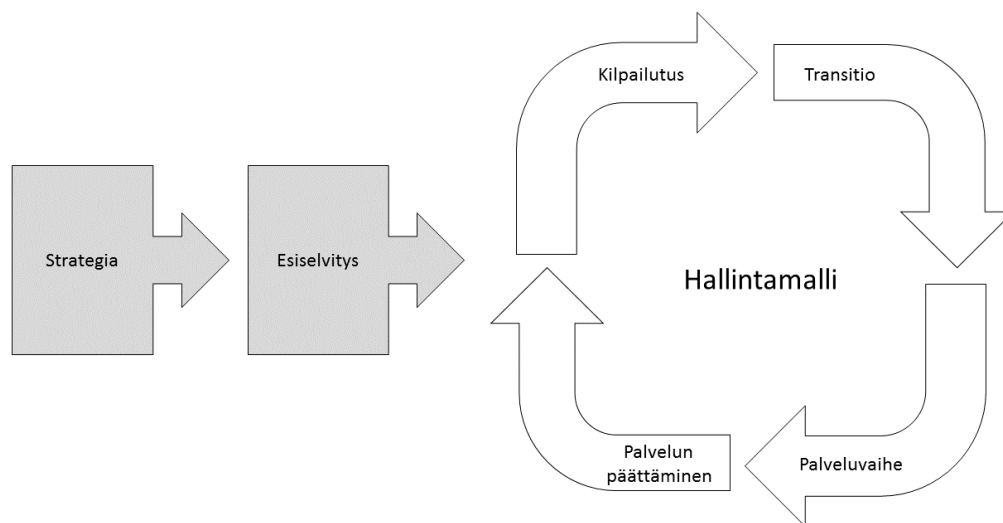 Strategia
Esiselvitys
Kilpailutus
Transitio
Hallintamalli
Palveluvaihe
Palvelun
päättäminen